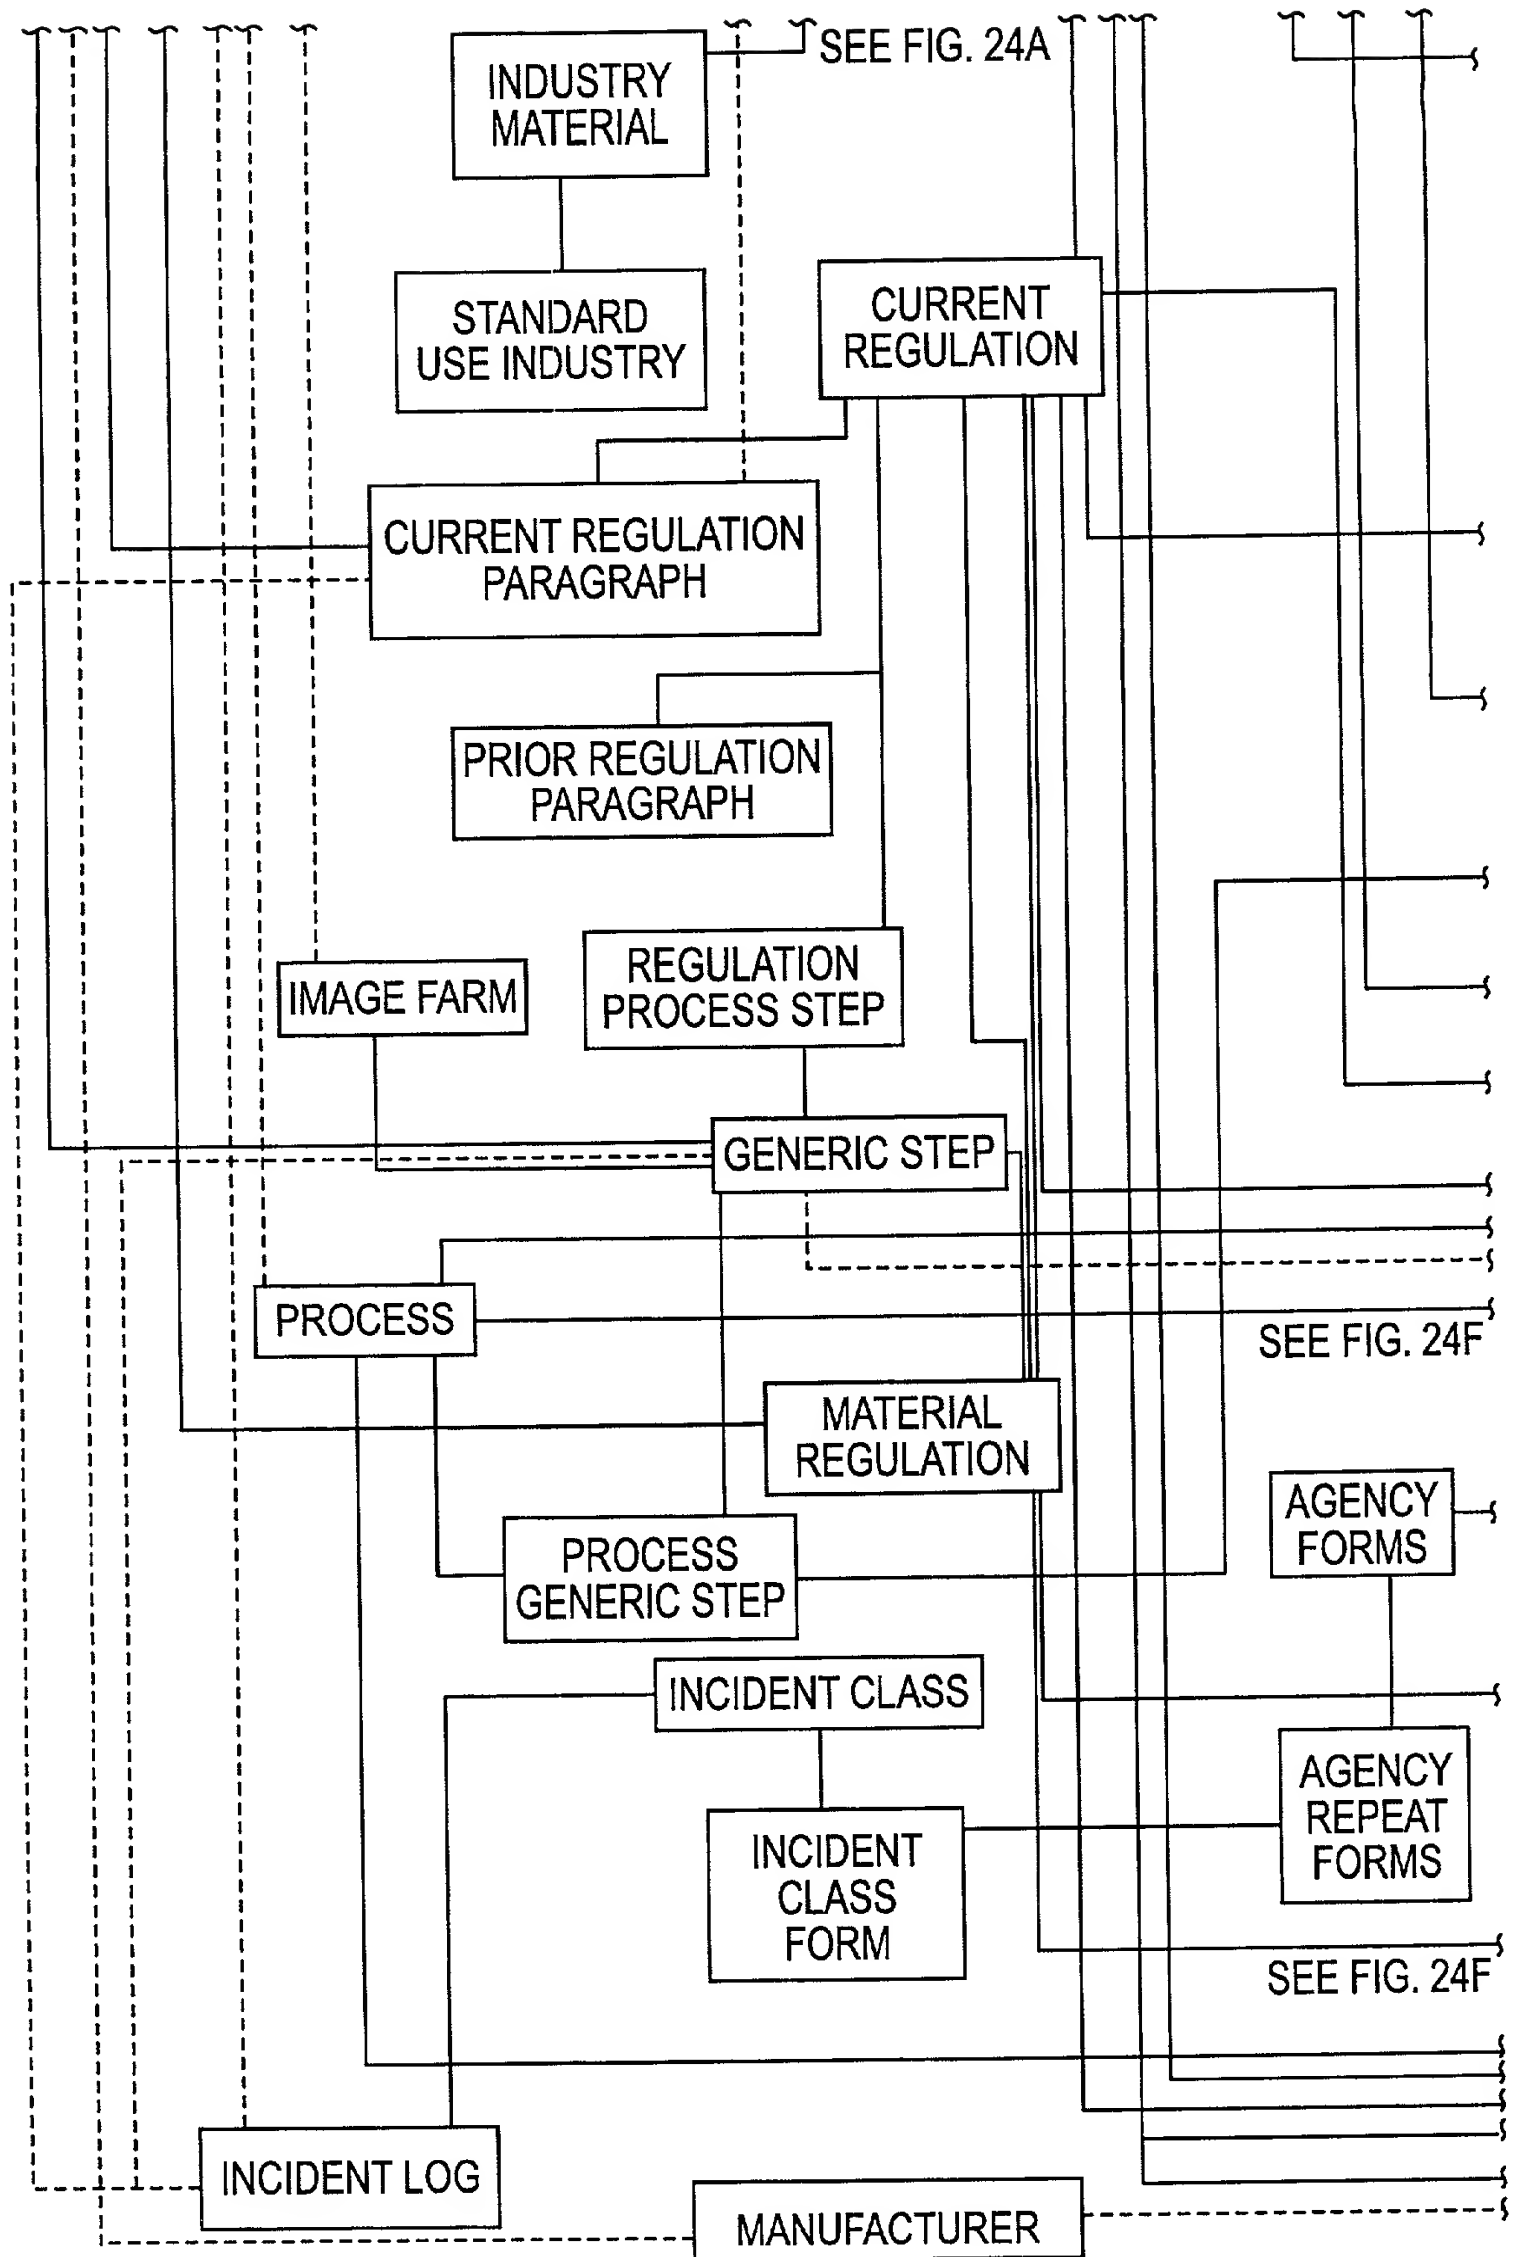 SEE FIG. 24A
INDUSTRY
MATERIAL
STANDARD
USE INDUSTRY
CURRENT
REGULATION
CURRENT REGULATION
PARAGRAPH
PRIOR REGULATION
PARAGRAPH
REGULATION
PROCESS STEP
IMAGE FARM
GENERIC STEP
PROCESS
SEE FIG. 24F
MATERIAL
REGULATION
AGENCY
FORMS
PROCESS
GENERIC STEP
INCIDENT CLASS
AGENCY
REPEAT
FORMS
INCIDENT
CLASS
FORM
SEE FIG. 24F
INCIDENT LOG
MANUFACTURER